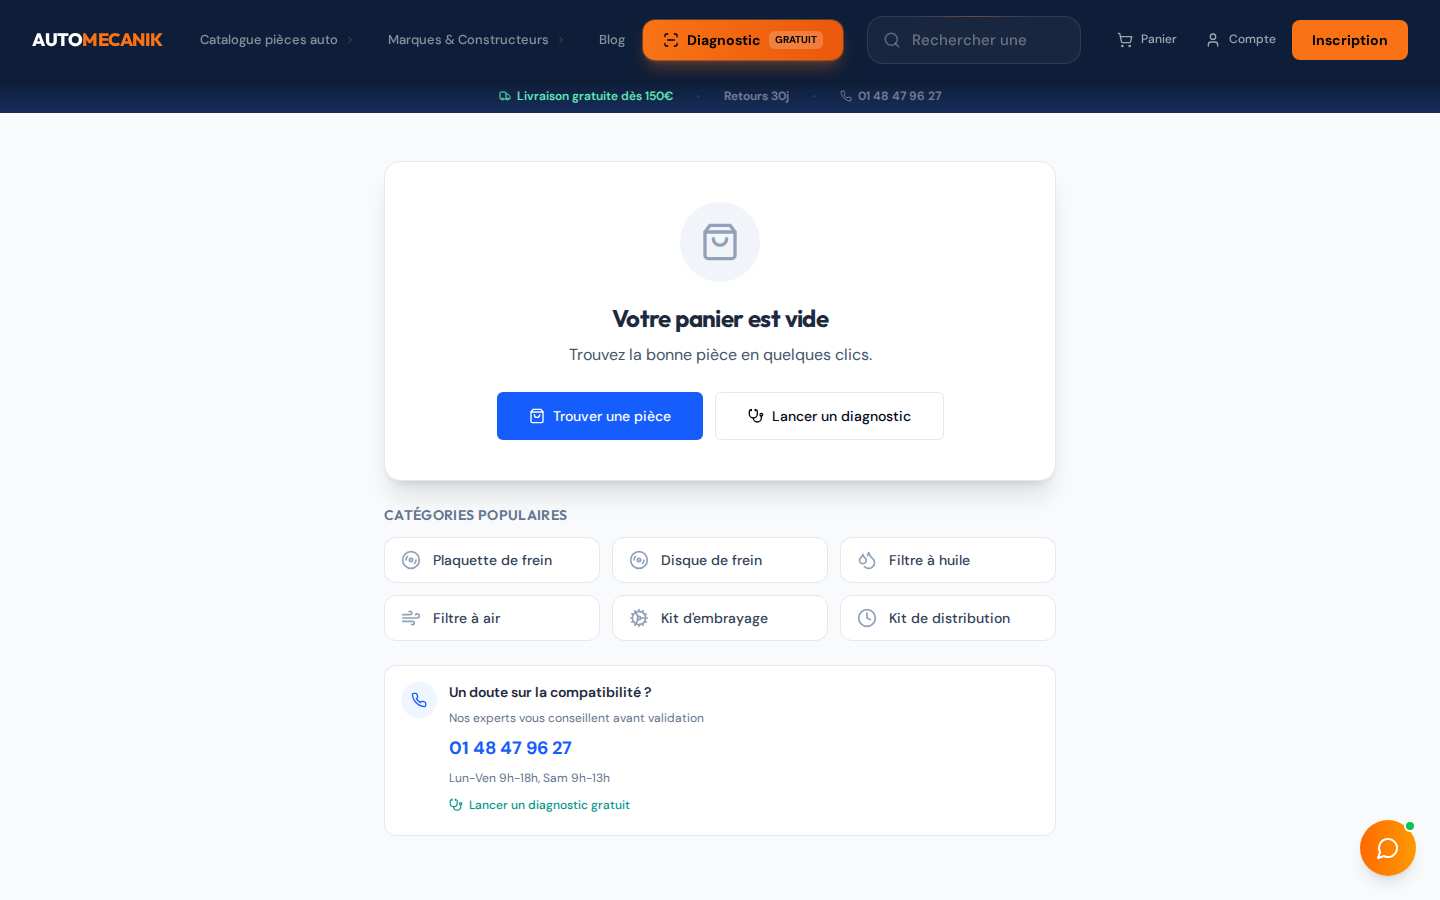 AUTOMECANIK
Catalogue pièces auto
Marques & Constructeurs
Blog
Diagnostic GRATUIT
Rechercher une
Panier
Compte
Inscription
Livraison gratuite dès 150€ · Retours 30j · 01 48 47 96 27
Votre panier est vide
Trouvez la bonne pièce en quelques clics.
Trouver une pièce
Lancer un diagnostic
CATÉGORIES POPULAIRES
Plaquette de frein
Disque de frein
Filtre à huile
Filtre à air
Kit d'embrayage
Kit de distribution
Un doute sur la compatibilité ?
Nos experts vous conseillent avant validation
01 48 47 96 27
Lun-Ven 9h-18h, Sam 9h-13h
Lancer un diagnostic gratuit